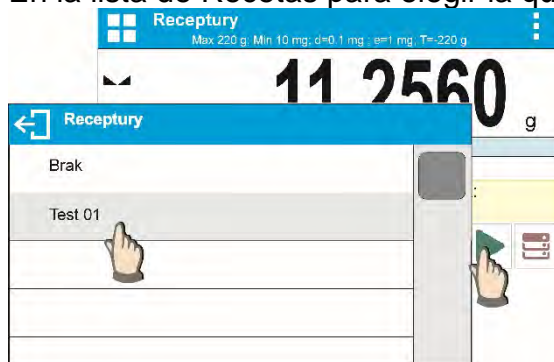 En la lista de Recetas para elegir la qu
Receptury
Max 220 g; Min 10 mg; d=0.1 mg ; e=1 mg; T=-220 g
11.2560 g
Receptury
Brak
Test 01